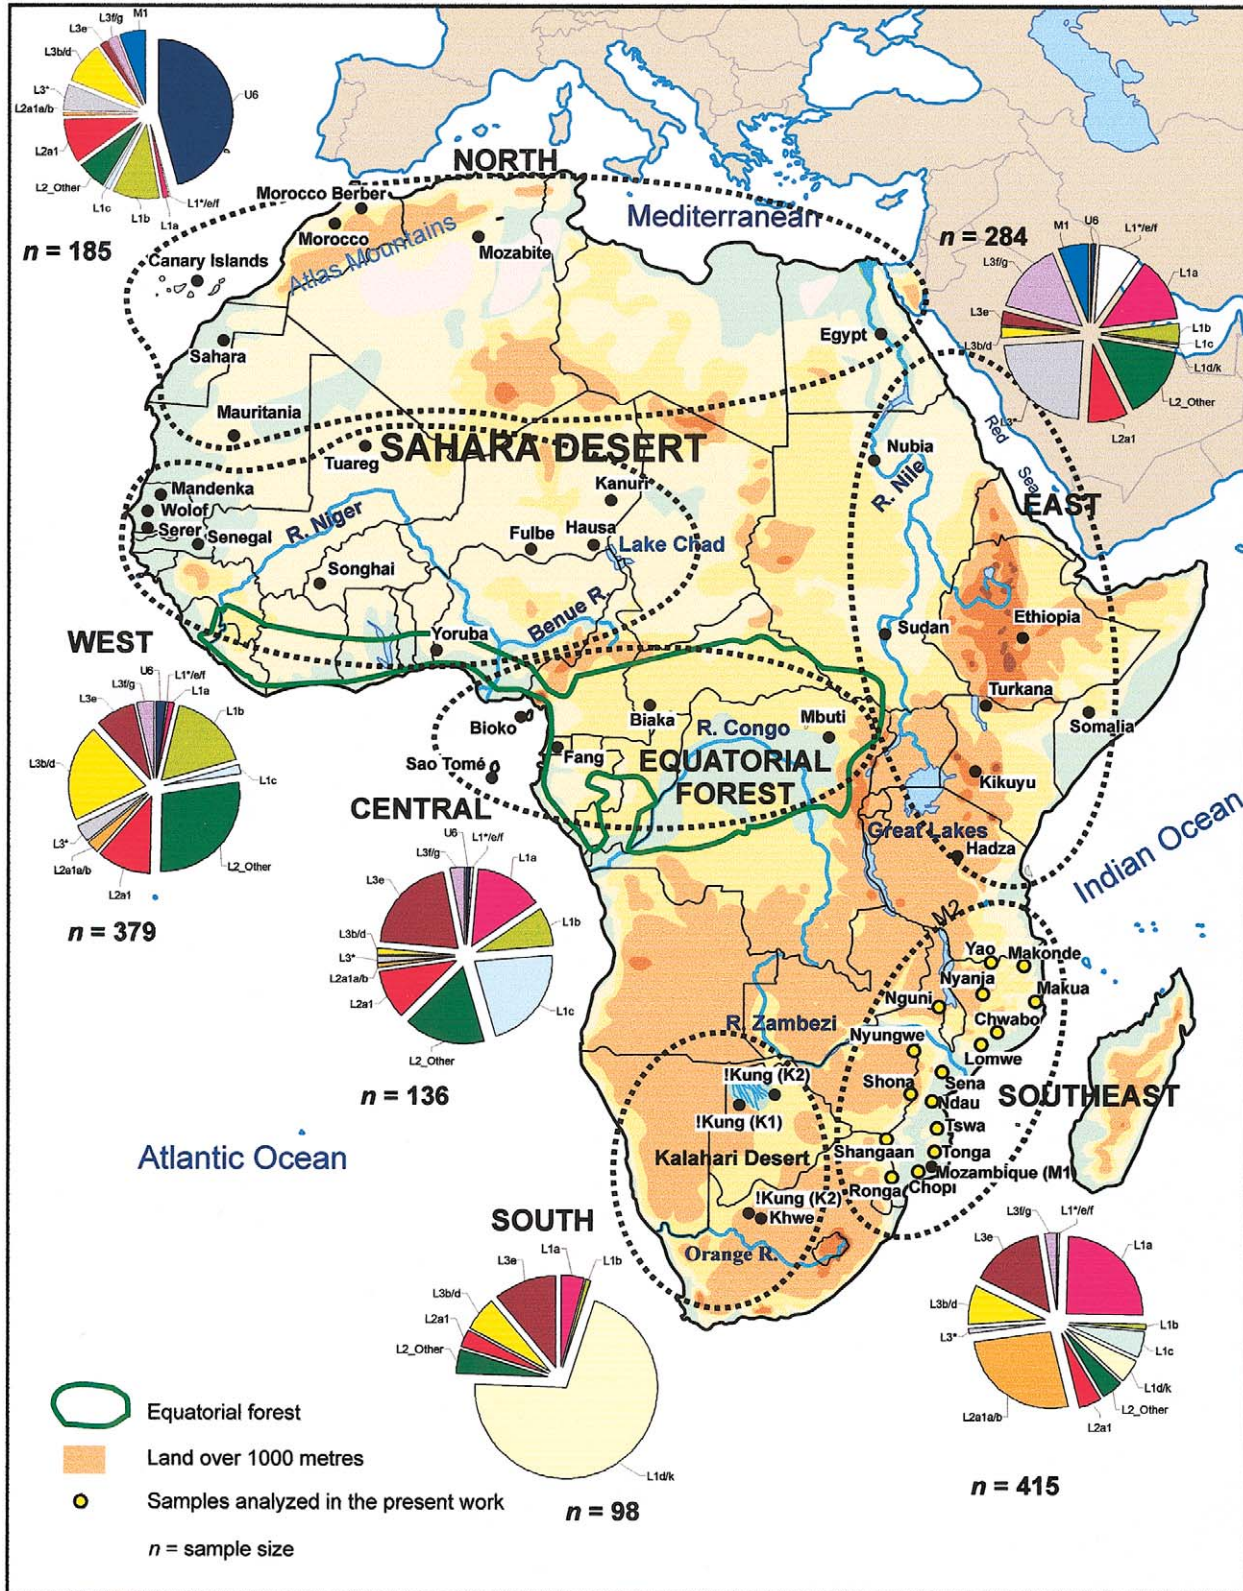 L3f/g
M1
L3e
L3b/d
U6
L3*
L2a1a/b
L2a1
L2_Other
L1c
L1b
L1a
L1*/e/f
n = 185
NORTH
Morocco Berber
Morocco
Atlas Mountains
Mozabite
Mediterranean
Canary Islands
Sahara
Egypt
Mauritania
SAHARA DESERT
Tuareg
Nubia
Red Sea
Kanuri
R. Nile
Mandenka
Wolof
Serer
Senegal
R. Niger
Fulbe
Hausa
Lake Chad
EAST
Songhai
Benue R.
Yoruba
Sudan
Ethiopia
n = 284
M1
U6
L1*/e/f
L3f/g
L1a
L3e
L1b
L3b/d
L1c
L1d/k
L3*
L2_Other
L2a1
WEST
U6
L1*/e/f
L3f/g
L1a
L3e
L1b
L3b/d
L1c
L3*
L2a1a/b
L2a1
L2_Other
n = 379
Turkana
Somalia
Bioko
Biaka
R. Congo
Mbuti
Fang
Sao Tomé
EQUATORIAL
FOREST
Kikuyu
Great Lakes
Hadza
Indian Ocean
CENTRAL
U6
L1*/e/f
L3f/g
L1a
L3e
L1b
L3b/d
L3*
L2a1a/b
L2a1
L1c
L2_Other
n = 136
M2
Yao
Makonde
Nyanja
Makua
Nguni
Chwabo
R. Zambezi
Nyungwe
Lomwe
!Kung (K2)
Shona
Sena
SOUTHEAST
Ndau
!Kung (K1)
Tswa
Kalahari Desert
Shangaan
Tonga
Mozambique (M1)
Ronga
Chopi
!Kung (K2)
Khwe
Orange R.
Atlantic Ocean
SOUTH
L1a
L3e
L1b
L3b/d
L2a1
L2_Other
L1d/k
n = 98
L3f/g
L1*/e/f
L3e
L1a
L3b/d
L1b
L3*
L1c
L1d/k
L2a1a/b
L2_Other
L2a1
n = 415
Equatorial forest
Land over 1000 metres
Samples analyzed in the present work
n = sample size